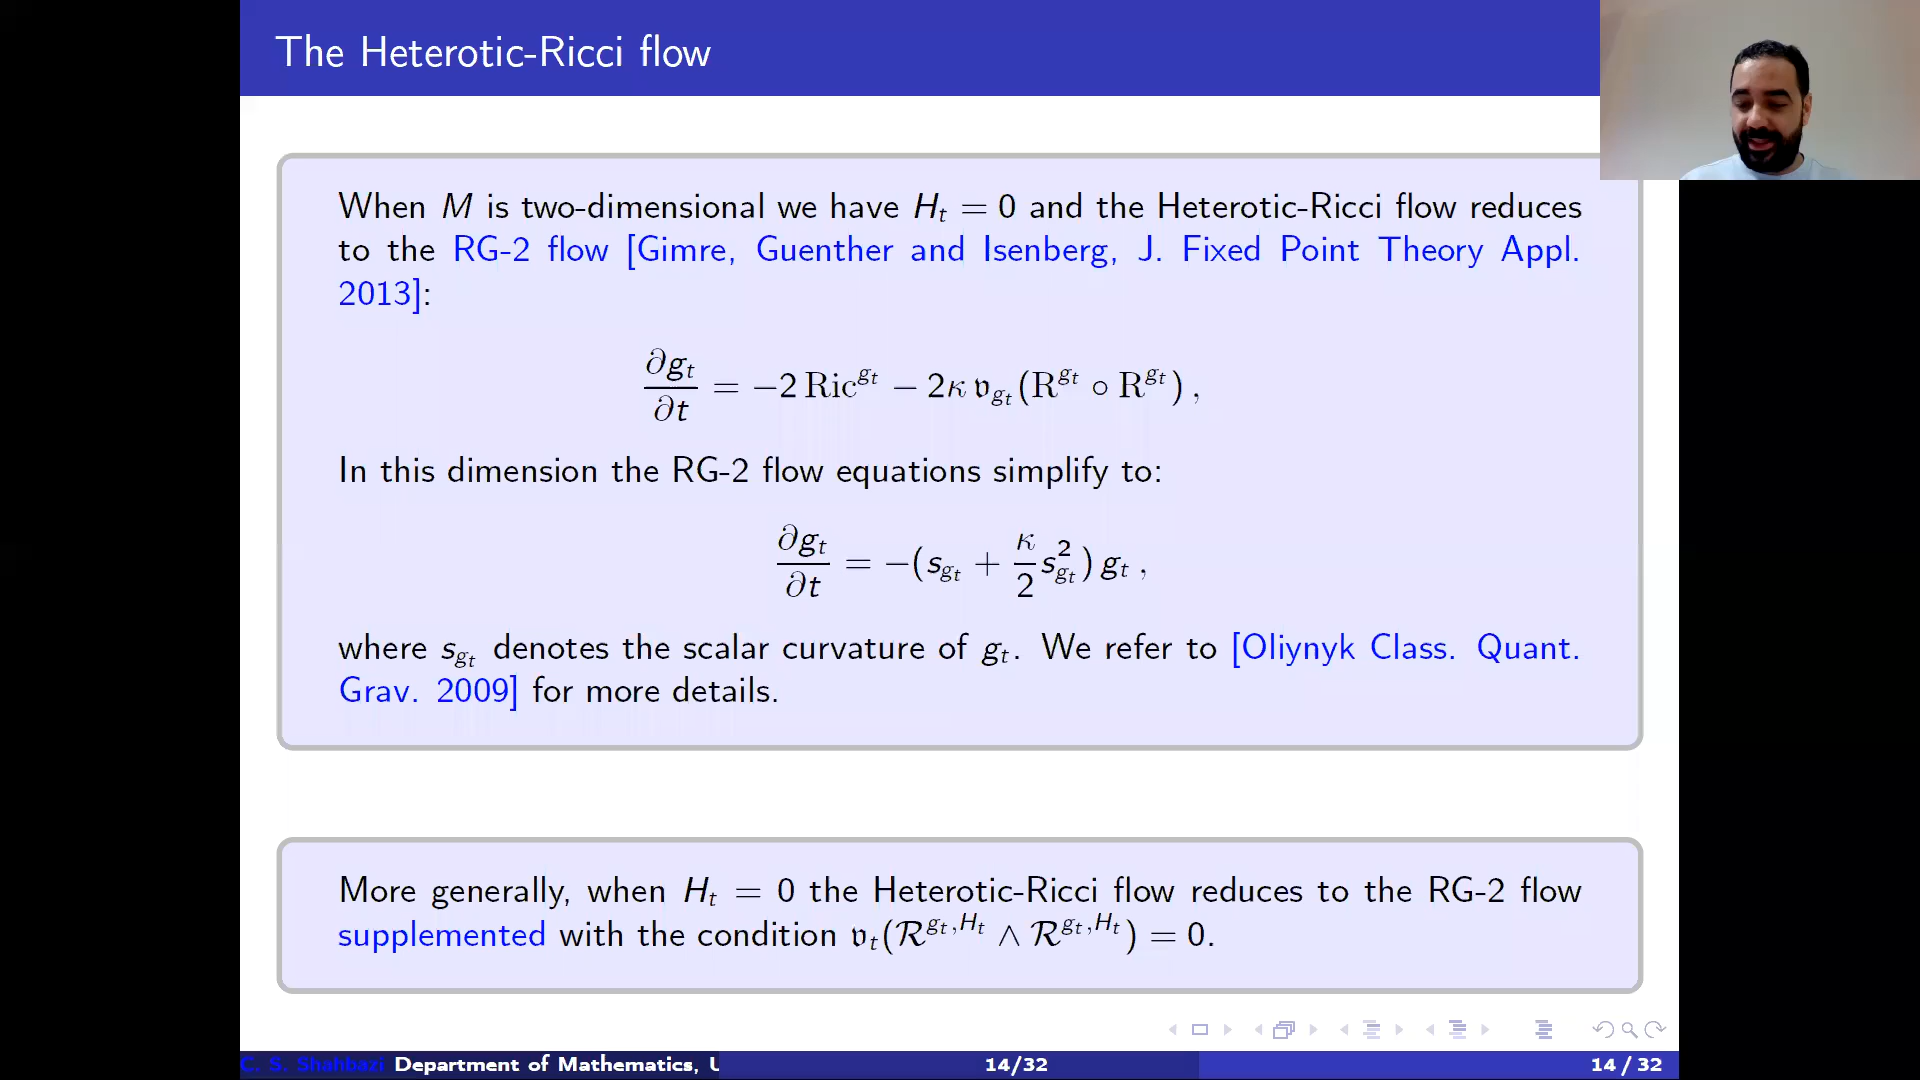 The Heterotic-Ricci flow
When M is two-dimensional we have H_t = 0 and the Heterotic-Ricci flow reduces
to the RG-2 flow [Gimre, Guenther and Isenberg, J. Fixed Point Theory Appl.
2013]:
∂g_t/∂t = −2 Ric^{g_t} − 2κ 𝔳_{g_t}(R^{g_t} ∘ R^{g_t}) ,
In this dimension the RG-2 flow equations simplify to:
∂g_t/∂t = −(s_{g_t} + κ/2 s²_{g_t}) g_t ,
where s_{g_t} denotes the scalar curvature of g_t. We refer to [Oliynyk Class. Quant.
Grav. 2009] for more details.
More generally, when H_t = 0 the Heterotic-Ricci flow reduces to the RG-2 flow
supplemented with the condition 𝔳_t(ℛ^{g_t,H_t} ∧ ℛ^{g_t,H_t}) = 0.
C. S. Shahbazi Department of Mathematics, U 14/32 14 / 32